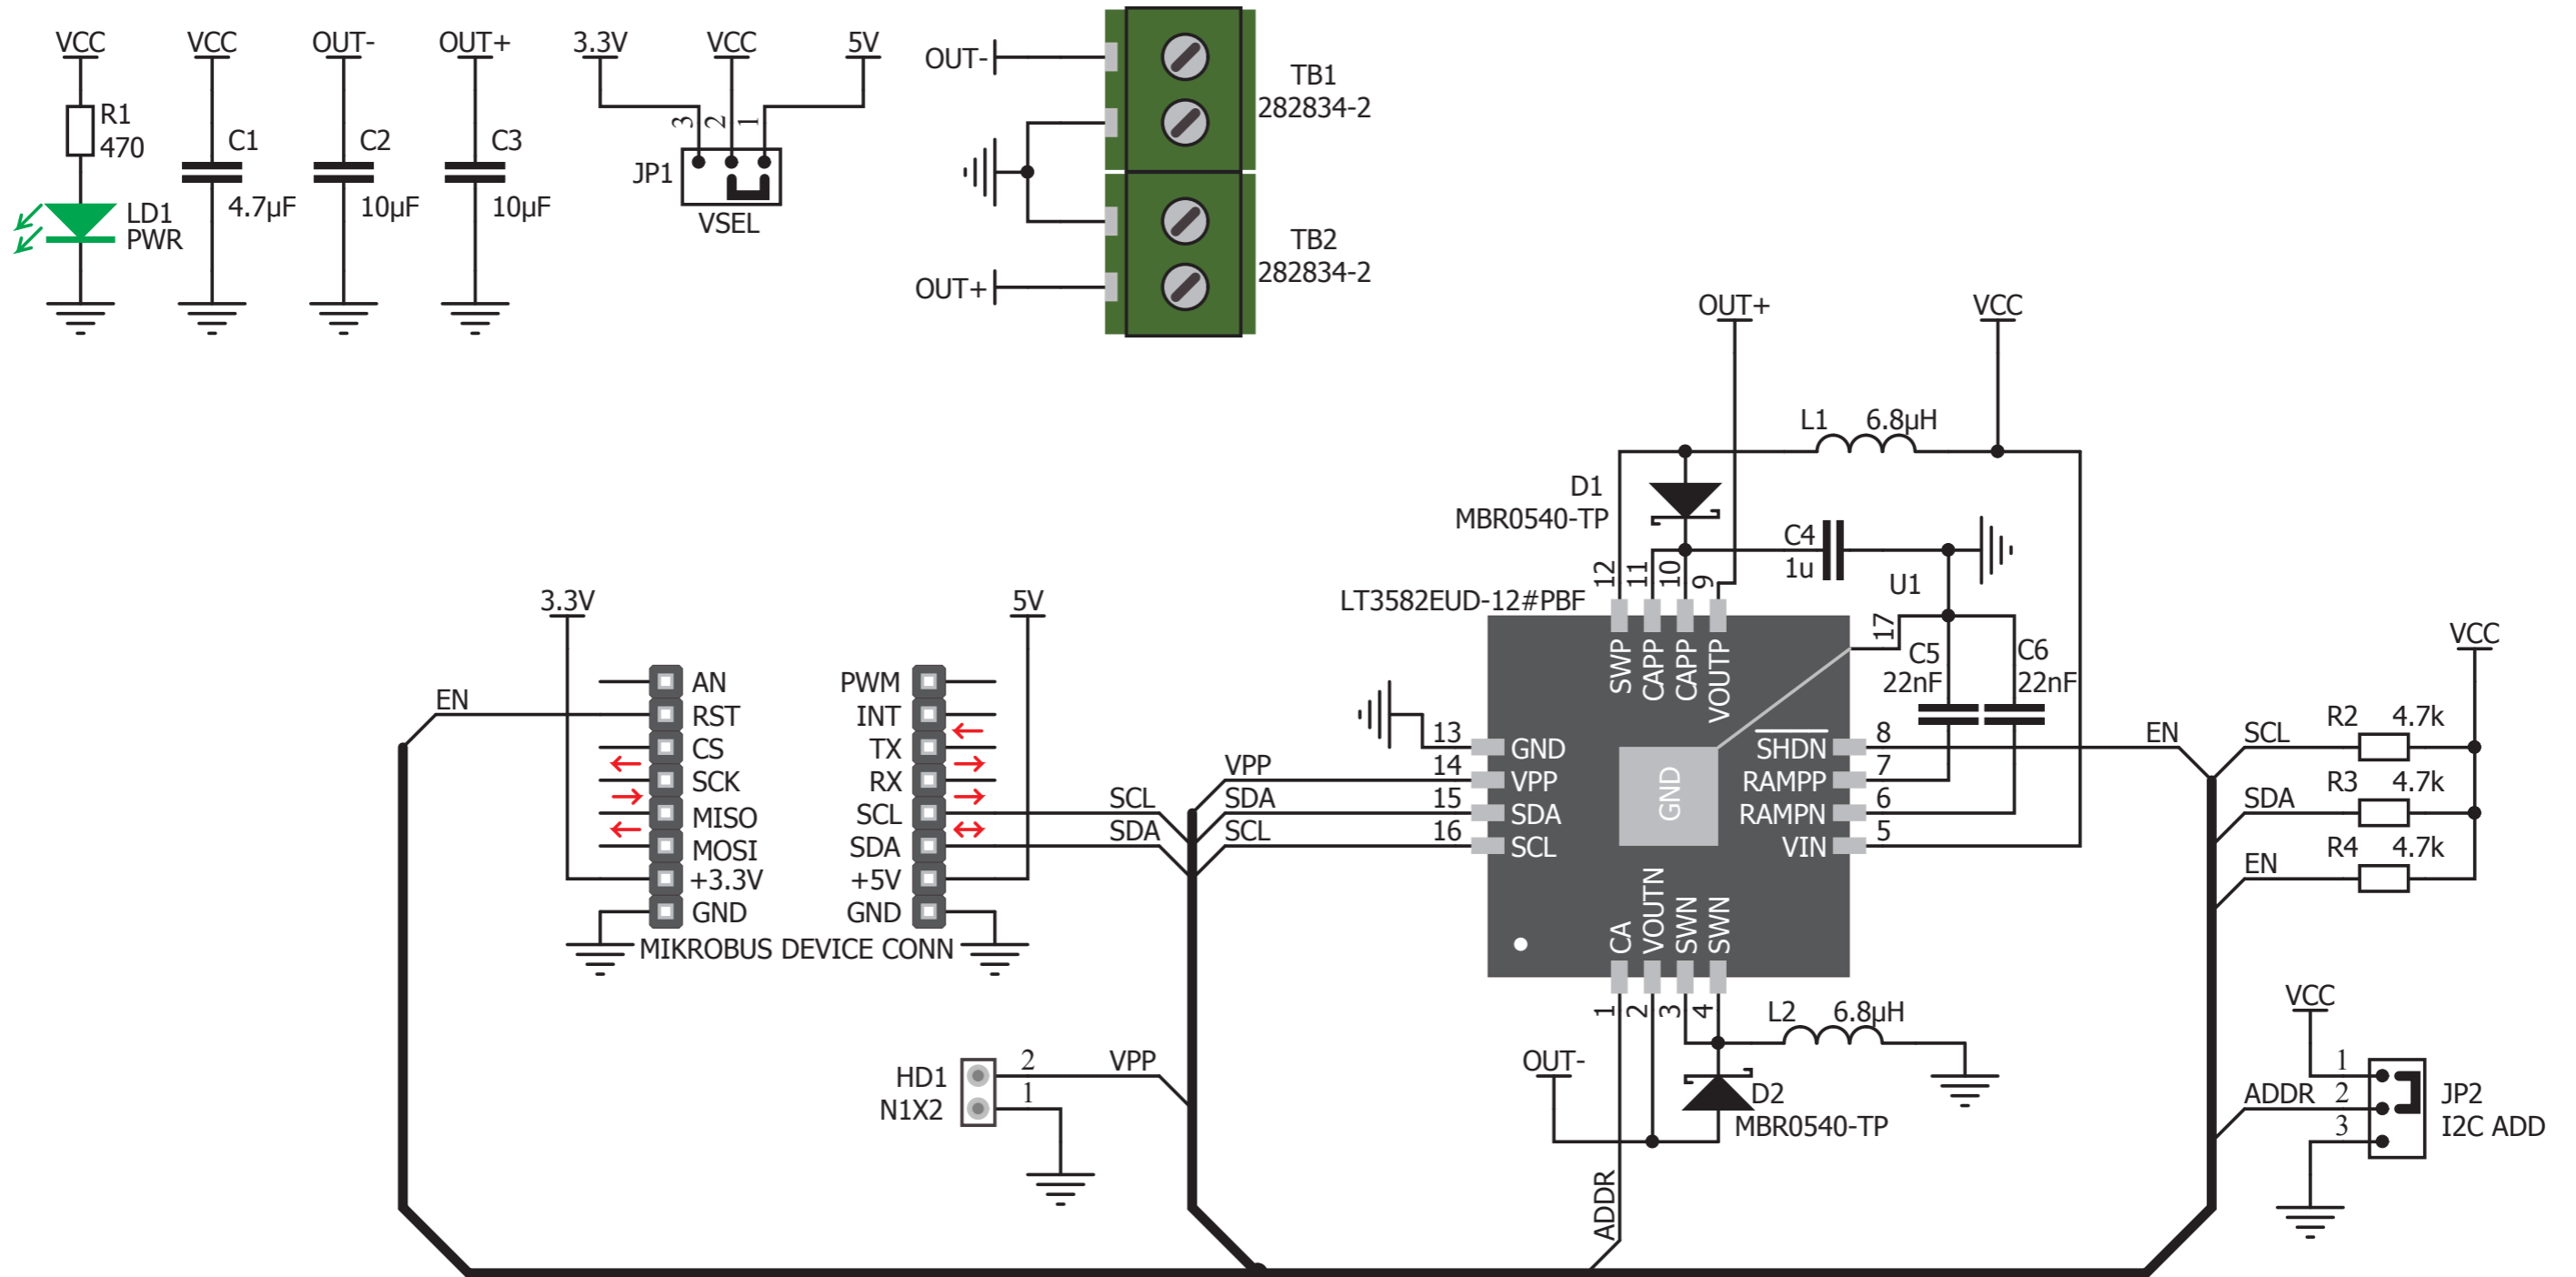 VCC
VCC
OUT-
OUT+
3.3V
VCC
5V
R1
470
LD1
PWR
C1
4.7µF
C2
10µF
C3
10µF
3
2
1
JP1
VSEL
OUT-
OUT+
TB1
282834-2
TB2
282834-2
OUT+
VCC
L1
6.8µH
D1
MBR0540-TP
C4
1u
U1
LT3582EUD-12#PBF
12
11
10
9
17
SWP
CAPP
CAPP
VOUTP
C5
22nF
C6
22nF
3.3V
5V
EN
AN
RST
CS
SCK
MISO
MOSI
+3.3V
GND
PWM
INT
TX
RX
SCL
SDA
+5V
GND
MIKROBUS DEVICE CONN
SCL
SDA
VPP
SDA
SCL
13
14
15
16
GND
VPP
SDA
SCL
GND
SHDN
RAMPP
RAMPN
VIN
8
7
6
5
EN
CA
VOUTN
SWN
SWN
1
2
3
4
L2
6.8µH
OUT-
D2
MBR0540-TP
ADDR
HD1
N1X2
2
1
VPP
VCC
SCL
R2
4.7k
SDA
R3
4.7k
EN
R4
4.7k
VCC
1
ADDR
2
3
JP2
I2C ADD